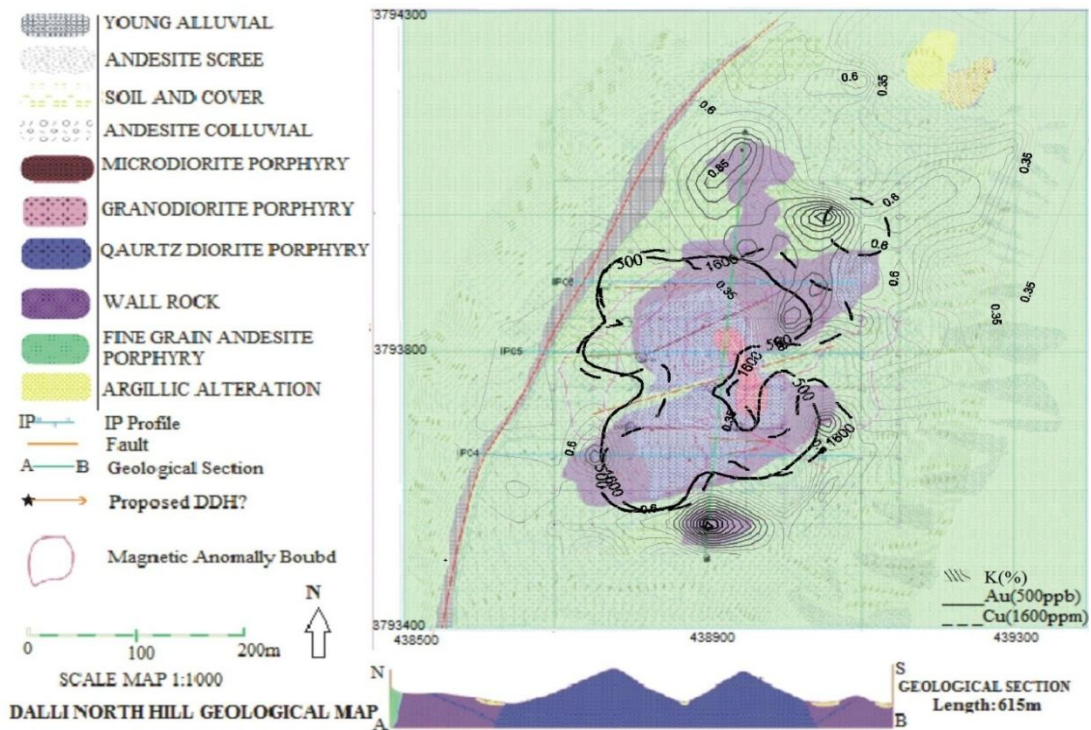 YOUNG ALLUVIAL
ANDESITE SCREE
SOIL AND COVER
ANDESITE COLLUVIAL
MICRODIORITE PORPHYRY
GRANODIORITE PORPHYRY
QAURTZ DIORITE PORPHYRY
WALL ROCK
FINE GRAIN ANDESITE
PORPHYRY
ARGILLIC ALTERATION
IP IP Profile
Fault
A B Geological Section
Proposed DDH?
Magnetic Anomally Boubd
N
0 100 200m
SCALE MAP 1:1000
DALLI NORTH HILL GEOLOGICAL MAP
3794300
3793800
3793400
438500 438900 439300
0.6 0.35
0.6
0.35
0.85
0.6
0.6
0.6
500 1600
0.35
0.35
0.35
IP06
IP05
500
1600
500
0.35
1600
0.6
IP04
500
1600
0.6
K(%)
Au(500ppb)
Cu(1600ppm)
N S
A B
GEOLOGICAL SECTION
Length: 615m